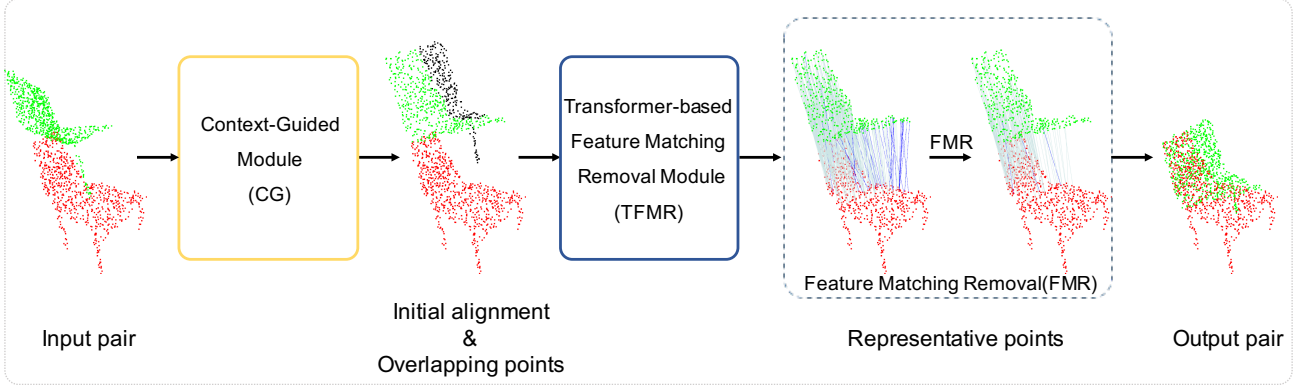 Context-Guided
Module
(CG)
Transformer-based
Feature Matching
Removal Module
(TFMR)
FMR
Feature Matching Removal(FMR)
Input pair
Initial alignment
&
Overlapping points
Representative points
Output pair